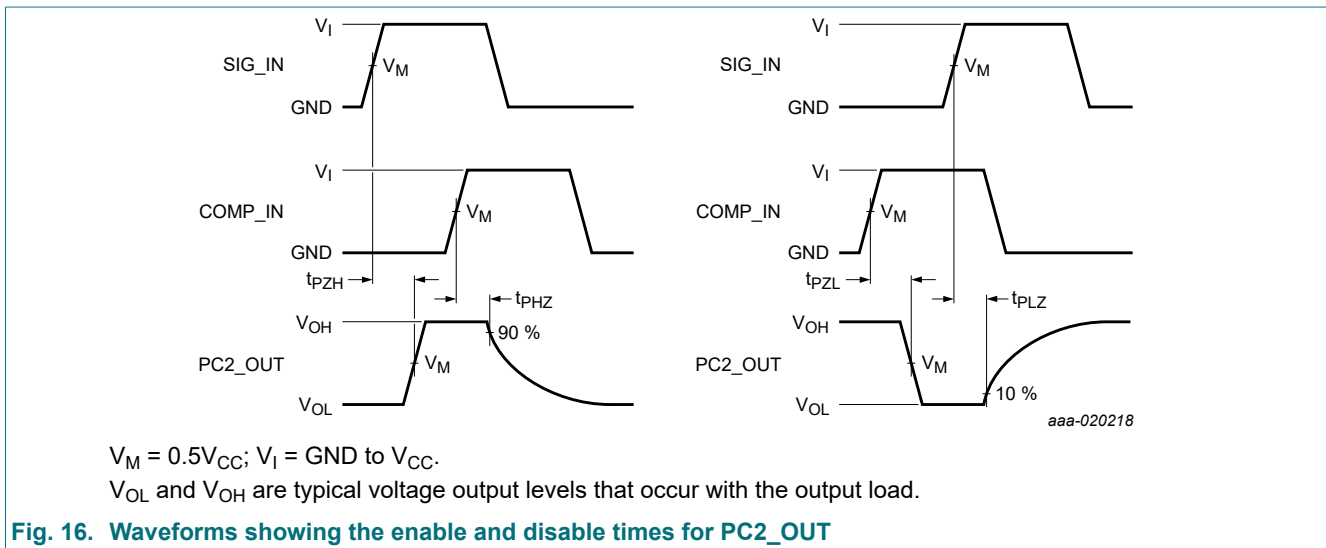 V_I
SIG_IN
V_M
GND
V_I
COMP_IN
V_M
GND
t_PZH
t_PHZ
V_OH
90 %
PC2_OUT
V_M
V_OL
V_I
SIG_IN
V_M
GND
V_I
COMP_IN
V_M
GND
t_PZL
t_PLZ
V_OH
PC2_OUT
V_M
10 %
V_OL
aaa-020218
V_M = 0.5V_CC; V_I = GND to V_CC.
V_OL and V_OH are typical voltage output levels that occur with the output load.
Fig. 16. Waveforms showing the enable and disable times for PC2_OUT